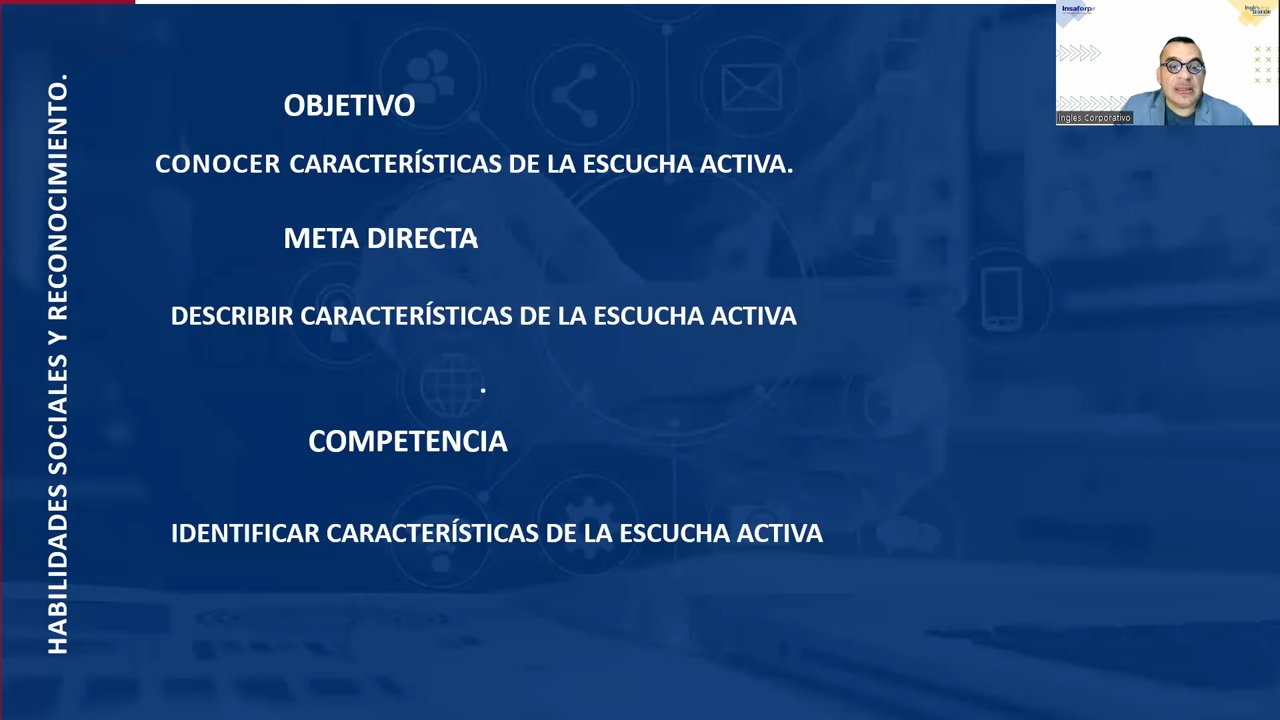 HABILIDADES SOCIALES Y RECONOCIMIENTO.
OBJETIVO
CONOCER CARACTERÍSTICAS DE LA ESCUCHA ACTIVA.
META DIRECTA
DESCRIBIR CARACTERÍSTICAS DE LA ESCUCHA ACTIVA
.
COMPETENCIA
IDENTIFICAR CARACTERÍSTICAS DE LA ESCUCHA ACTIVA
Insaforp
Ingles Corporativo